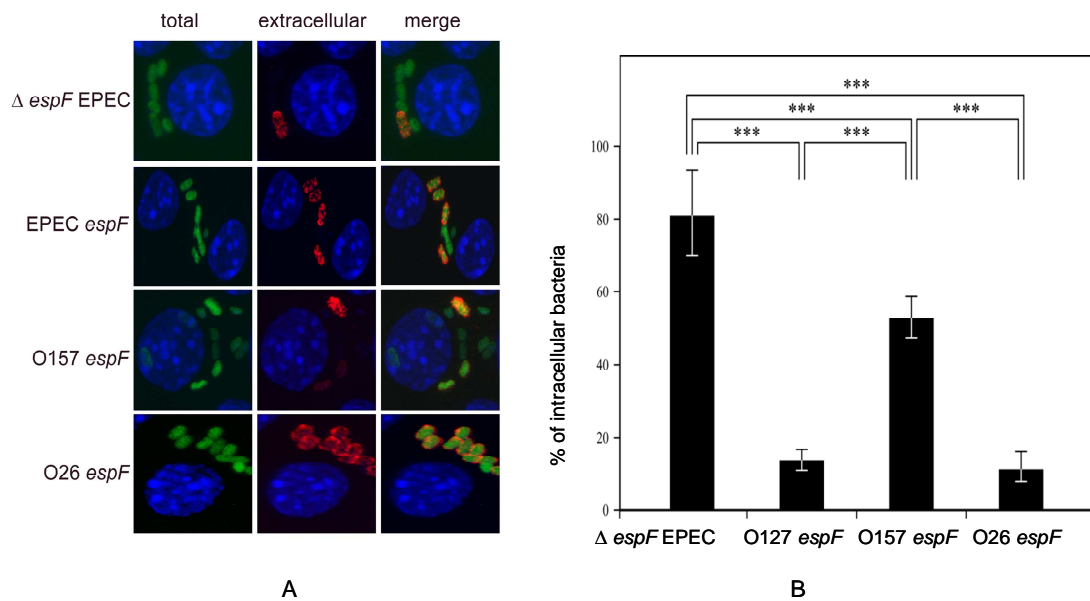 total extracellular merge
Δ espF EPEC
EPEC espF
O157 espF
O26 espF
A
***
*** ***
*** ***
100
80
60
40
20
0
% of intracellular bacteria
Δ espF EPEC O127 espF O157 espF O26 espF
B